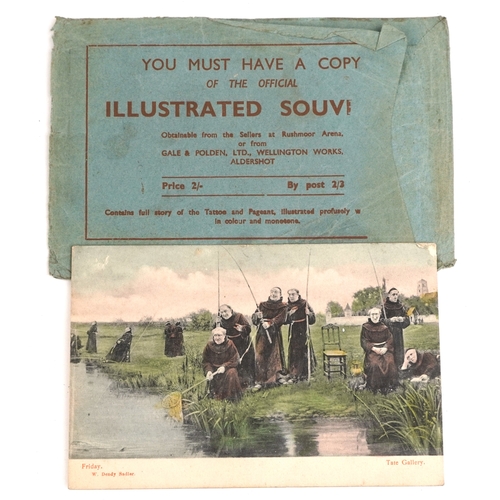 YOU MUST HAVE A COPY
OF THE OFFICIAL
ILLUSTRATED SOUV
Obtainable from the Sellers at Rushmoor Arena,
or from
GALE & POLDEN, LTD., WELLINGTON WORKS,
ALDERSHOT
Price 2/- By post 2/3
Contains full story of the Tattoo and Pageant, illustrated profusely w
in colour and monotone.
Friday. Tate Gallery.
W. Dendy Sadler.